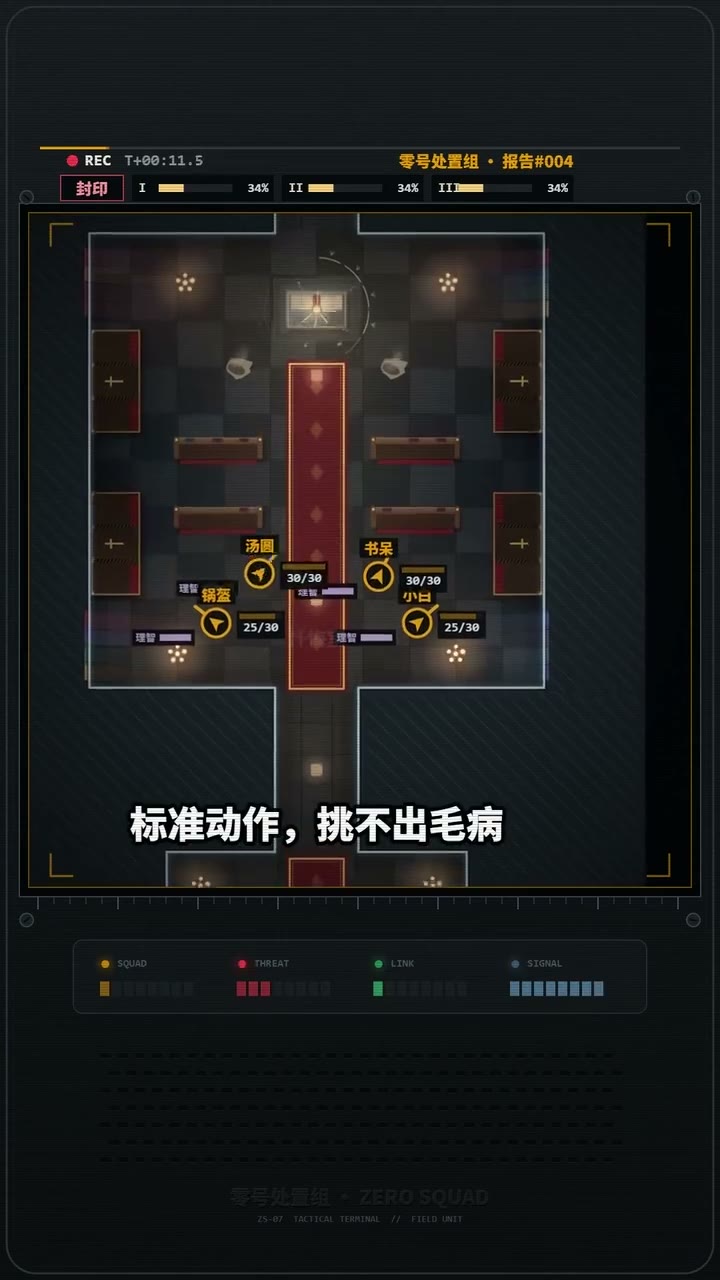 REC T+00:11.5 零号处置组 · 报告#004
封印 I 34% II 34% III 34%
汤圆 书呆
30/30 30/30
理智 锅盔 理智 小白
25/30 25/30
理智 理智
标准动作，挑不出毛病
SQUAD THREAT LINK SIGNAL
零号处置组 · ZERO SQUAD
ZS-07 TACTICAL TERMINAL // FIELD UNIT